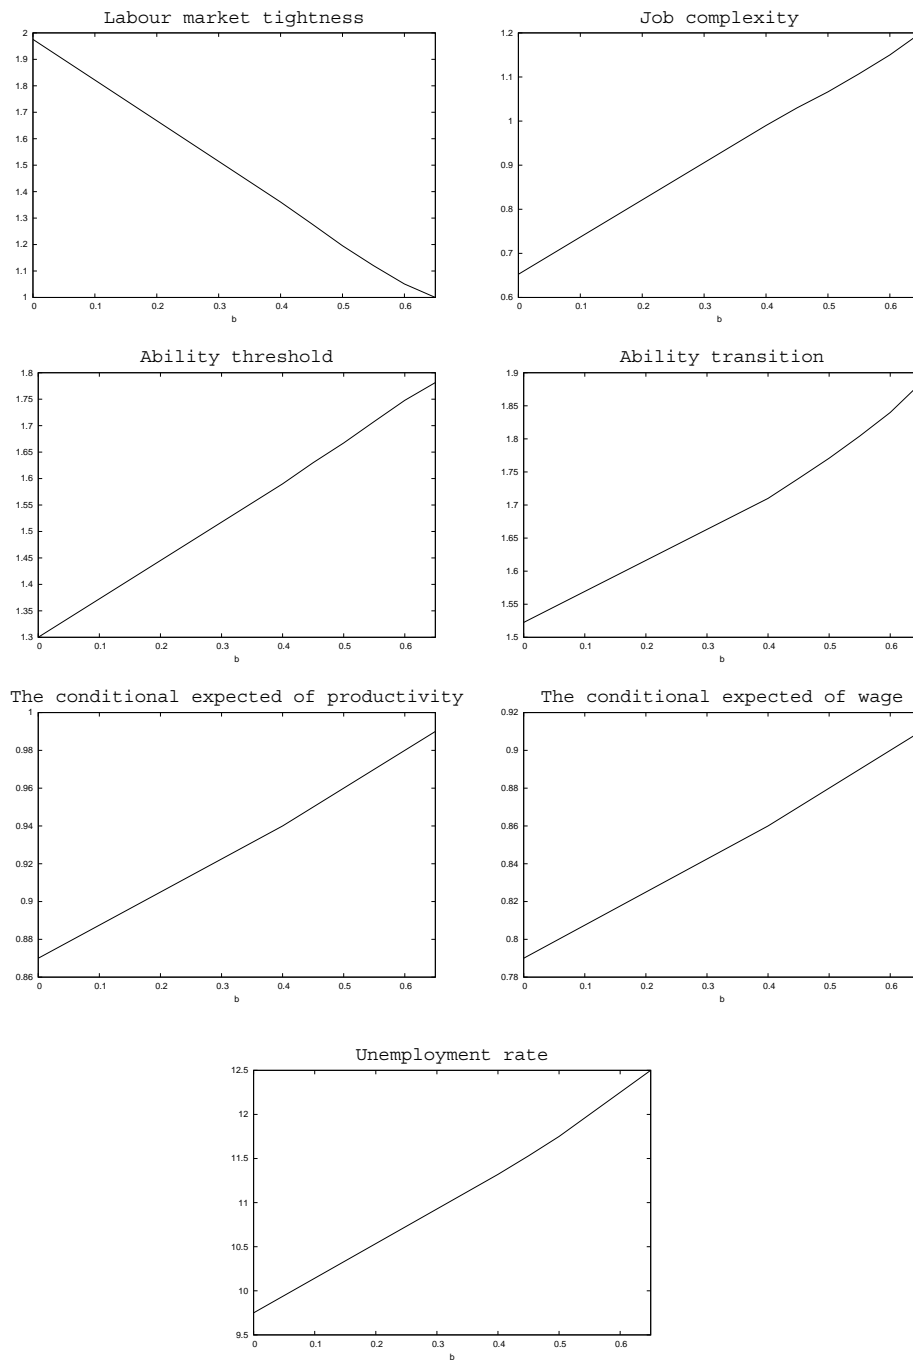 Labour market tightness
2
1.9
1.8
1.7
1.6
1.5
1.4
1.3
1.2
1.1
1
0 0.1 0.2 0.3 0.4 0.5 0.6
b
Job complexity
1.2
1.1
1
0.9
0.8
0.7
0.6
0 0.1 0.2 0.3 0.4 0.5 0.6
b
Ability threshold
1.8
1.75
1.7
1.65
1.6
1.55
1.5
1.45
1.4
1.35
1.3
0 0.1 0.2 0.3 0.4 0.5 0.6
b
Ability transition
1.9
1.85
1.8
1.75
1.7
1.65
1.6
1.55
1.5
0 0.1 0.2 0.3 0.4 0.5 0.6
b
The conditional expected of productivity
1
0.98
0.96
0.94
0.92
0.9
0.88
0.86
0 0.1 0.2 0.3 0.4 0.5 0.6
b
The conditional expected of wage
0.92
0.9
0.88
0.86
0.84
0.82
0.8
0.78
0 0.1 0.2 0.3 0.4 0.5 0.6
b
Unemployment rate
12.5
12
11.5
11
10.5
10
9.5
0 0.1 0.2 0.3 0.4 0.5 0.6
b